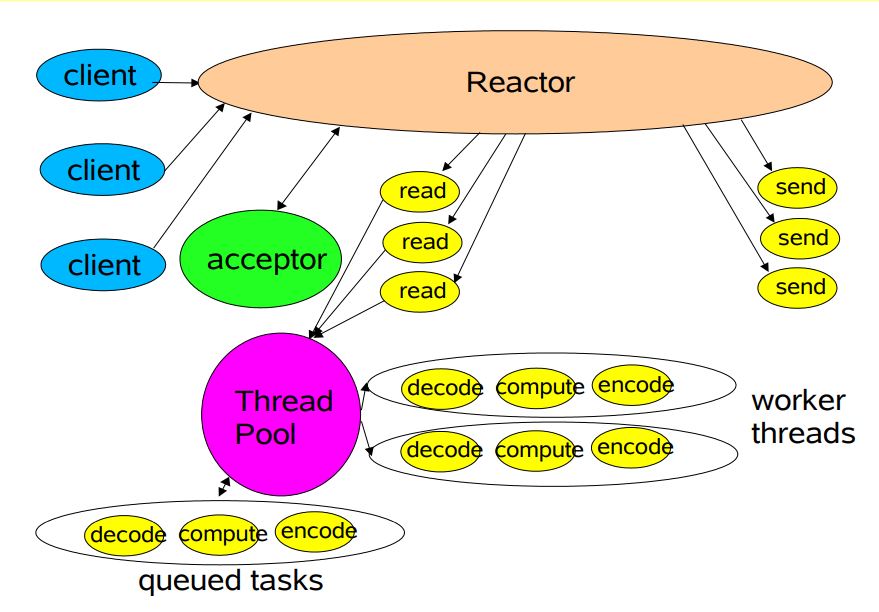 client
Reactor
client
client
acceptor
read
read
read
send
send
send
Thread
Pool
decode compute encode
decode compute encode
worker
threads
decode compute encode
queued tasks